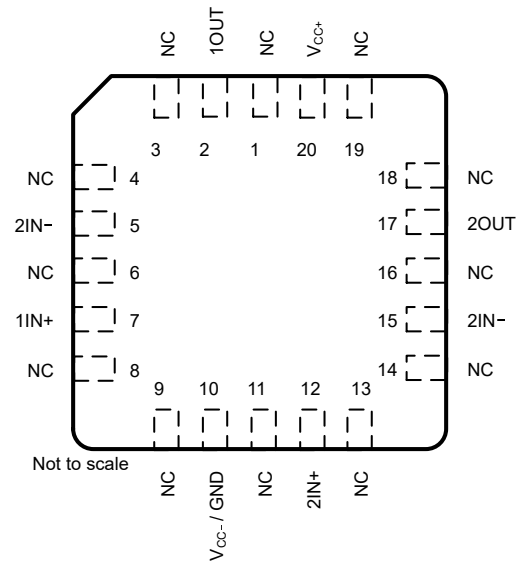 NC
1OUT
NC
VCC+
NC
3
2
1
20
19
NC
4
18
NC
2IN−
5
17
2OUT
NC
6
16
NC
1IN+
7
15
2IN−
NC
8
14
NC
9
10
11
12
13
Not to scale
NC
VCC− / GND
NC
2IN+
NC